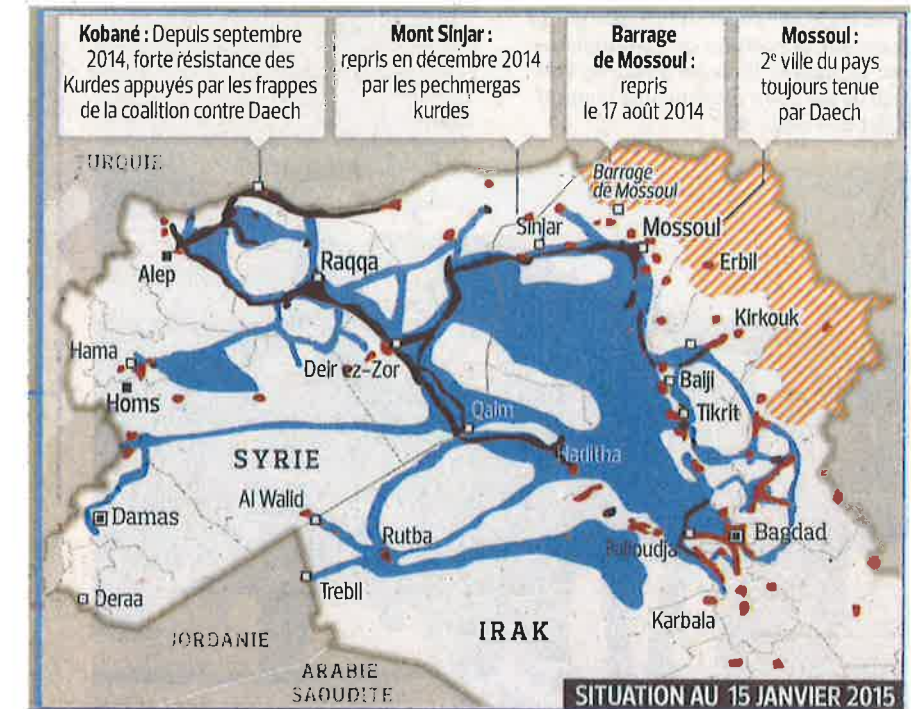 Kobané : Depuis septembre
2014, forte résistance des
Kurdes appuyés par les frappes
de la coalition contre Daech
Mont Sinjar :
repris en décembre 2014
par les pechmergas
kurdes
Barrage
de Mossoul :
repris
le 17 août 2014
Mossoul :
2e ville du pays
toujours tenue
par Daech
TURQUIE
Barrage
de Mossoul
Sinjar
Mossoul
Alep
Raqqa
Erbil
Kirkouk
Hama
Deir ez-Zor
Baiji
Homs
Qaim
Tikrit
SYRIE
Haditha
Al Walid
Damas
Rutba
Falloudja
Bagdad
Trebil
Deraa
Karbala
JORDANIE
IRAK
ARABIE
SAOUDITE
SITUATION AU 15 JANVIER 2015